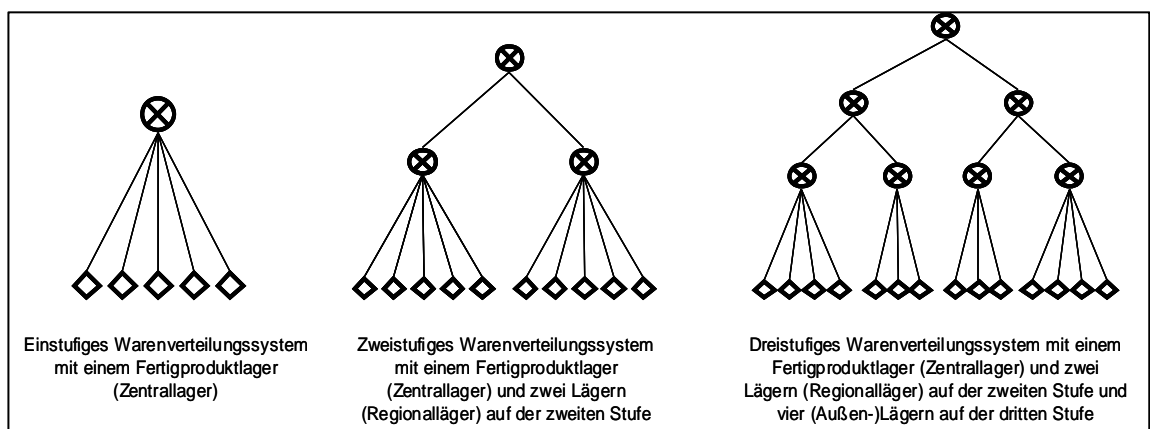 Einstufiges Warenverteilungssystem
mit einem Fertigproduktlager
(Zentrallager)
Zweistufiges Warenverteilungssystem
mit einem Fertigproduktlager
(Zentrallager) und zwei Lägern
(Regionalläger) auf der zweiten Stufe
Dreistufiges Warenverteilungssystem mit einem
Fertigproduktlager (Zentrallager) und zwei
Lägern (Regionalläger) auf der zweiten Stufe und
vier (Außen-)Lägern auf der dritten Stufe